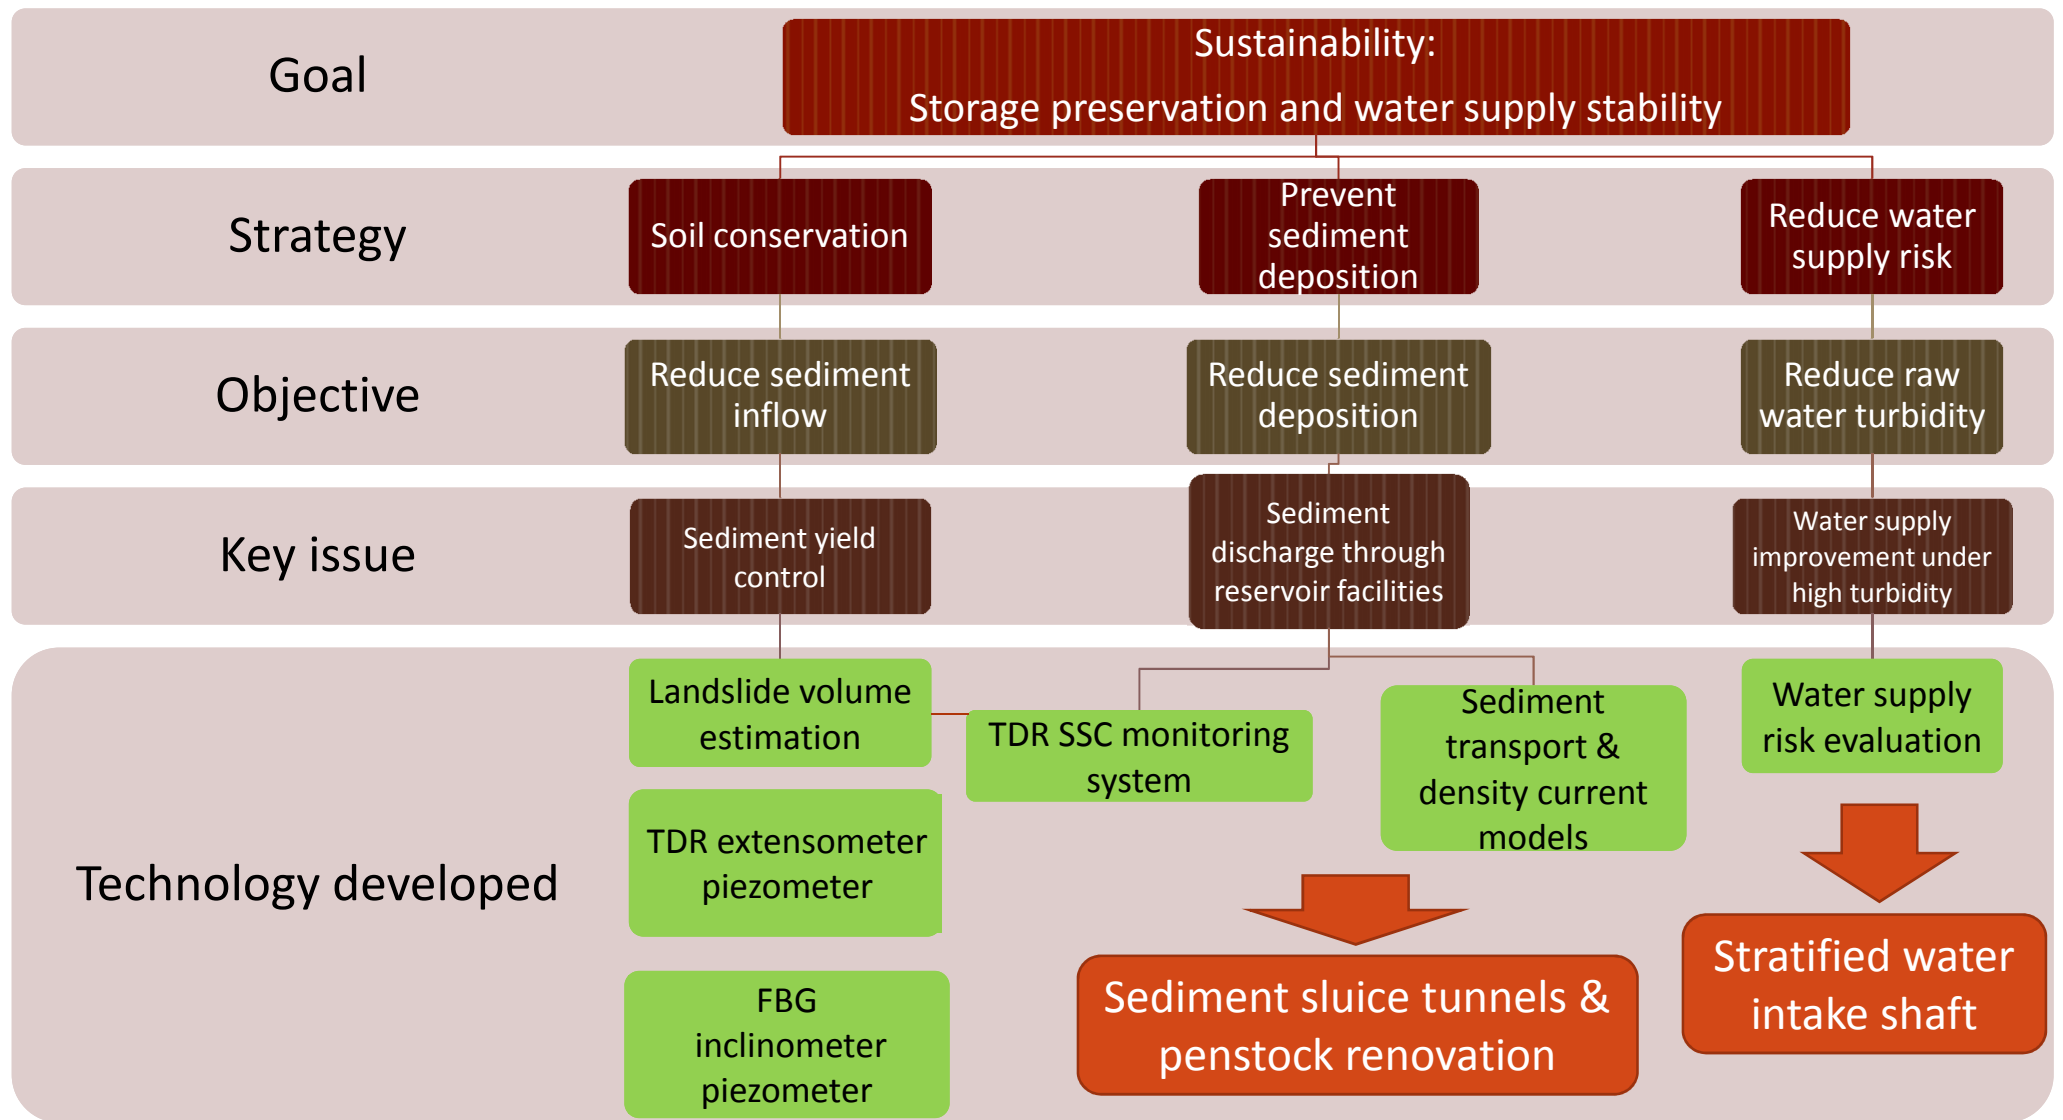 Goal
Sustainability:
Storage preservation and water supply stability
Strategy
Soil conservation
Prevent
sediment
deposition
Reduce water
supply risk
Objective
Reduce sediment
inflow
Reduce sediment
deposition
Reduce raw
water turbidity
Key issue
Sediment yield
control
Sediment
discharge through
reservoir facilities
Water supply
improvement under
high turbidity
Technology developed
Landslide volume
estimation
TDR SSC monitoring
system
Sediment
transport &
density current
models
Water supply
risk evaluation
TDR extensometer
piezometer
FBG
inclinometer
piezometer
Sediment sluice tunnels &
penstock renovation
Stratified water
intake shaft